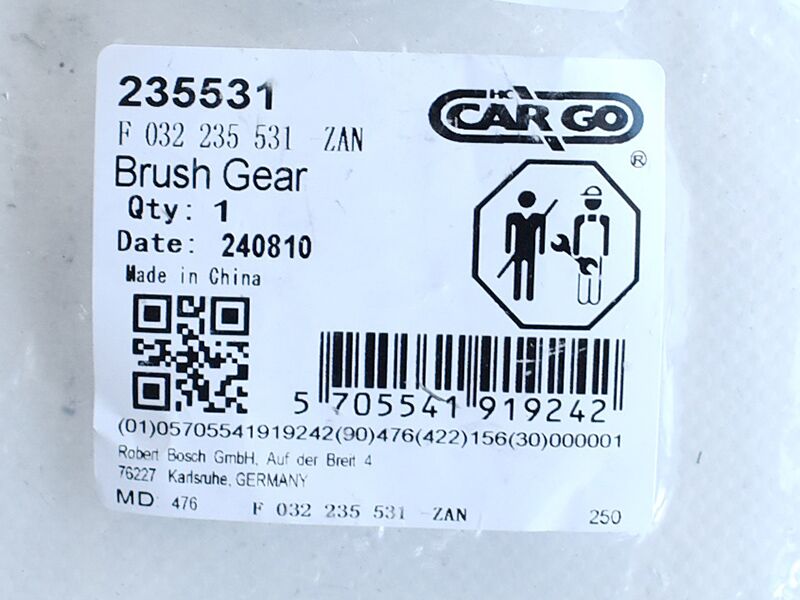 235531
HC
CARGO
®
F 032 235 531 ZAN
Brush Gear
Qty: 1
Date: 240810
Made in China
5 705541 919242
(01)05705541919242(90)476(422)156(30)000001
Robert Bosch GmbH, Auf der Breit 4
76227 Karlsruhe, GERMANY
MD 476 F 032 235 531 ZAN 250